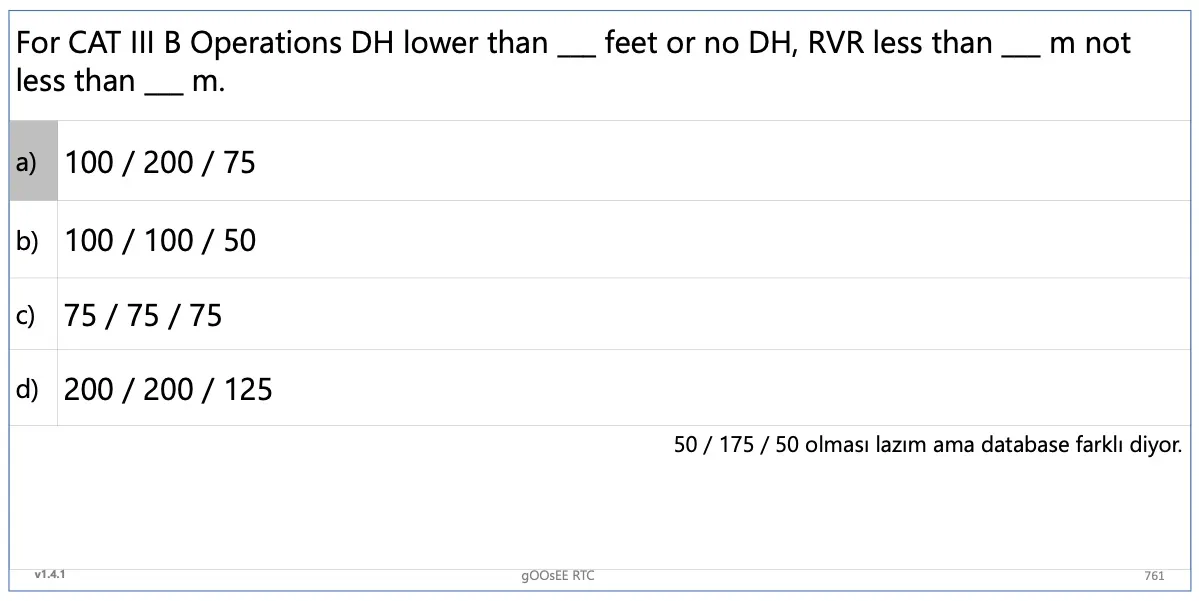 For CAT III B Operations DH lower than ___ feet or no DH, RVR less than ___ m not
less than ___ m.
a) 100 / 200 / 75
b) 100 / 100 / 50
c) 75 / 75 / 75
d) 200 / 200 / 125
50 / 175 / 50 olması lazım ama database farklı diyor.
v1.4.1 gOOsEE RTC 761